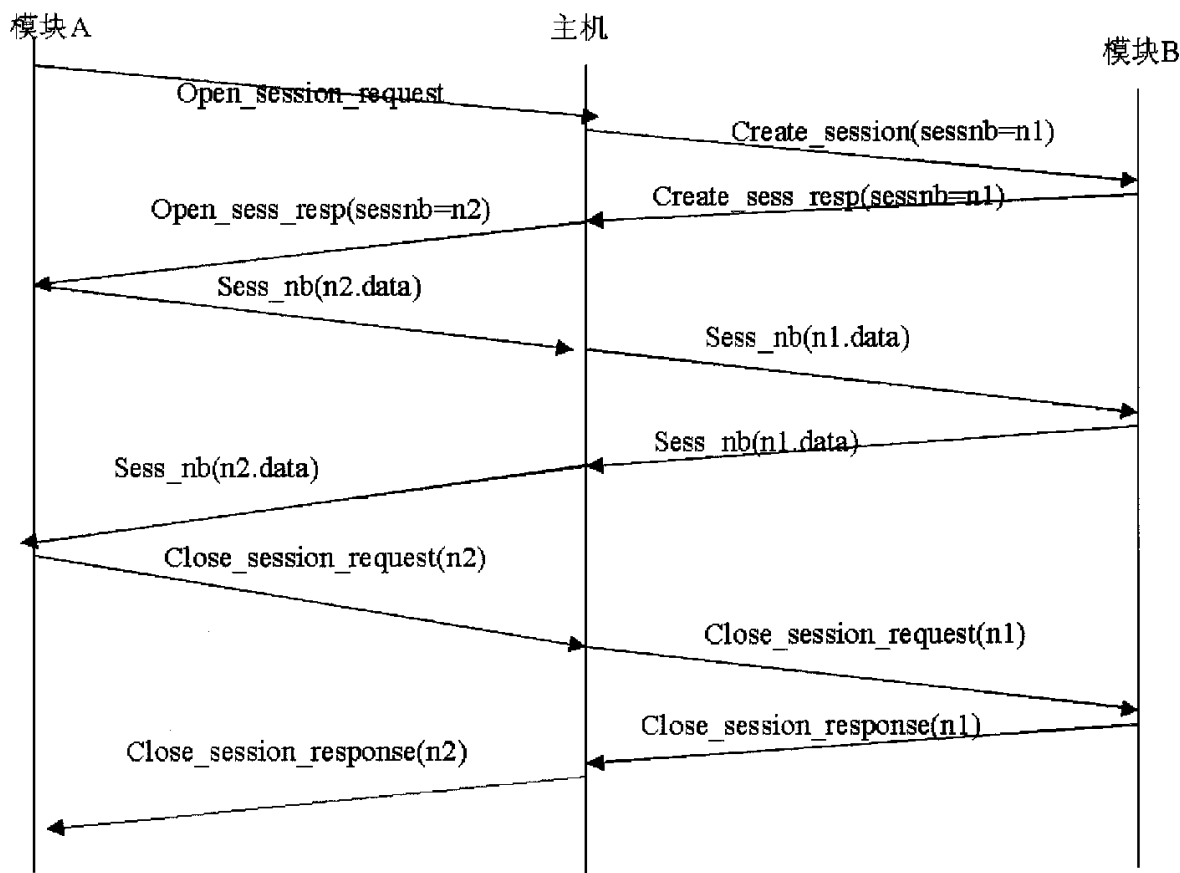 模块A
主机
模块B
Open_session_request
Create_session(sessnb=n1)
Create_sess_resp(sessnb=n1)
Open_sess_resp(sessnb=n2)
Sess_nb(n2.data)
Sess_nb(n1.data)
Sess_nb(n1.data)
Sess_nb(n2.data)
Close_session_request(n2)
Close_session_request(n1)
Close_session_response(n1)
Close_session_response(n2)